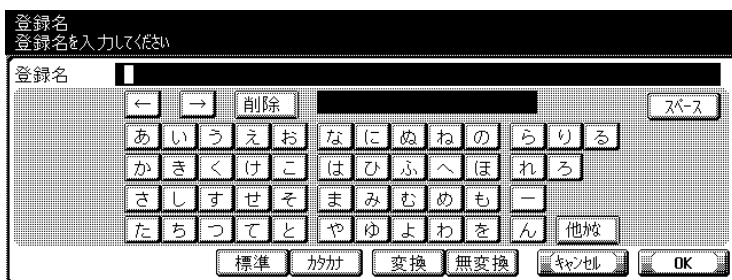 登録名
登録名を入力してください
登録名
← → 削除 スペース
あ い う え お な に ぬ ね の ら り る
か き く け こ は ひ ふ へ ほ れ ろ
さ し す せ そ ま み む め も ー
た ち つ て と や ゆ よ わ を ん 他かな
標準 カタカナ 変換 無変換 キャンセル OK